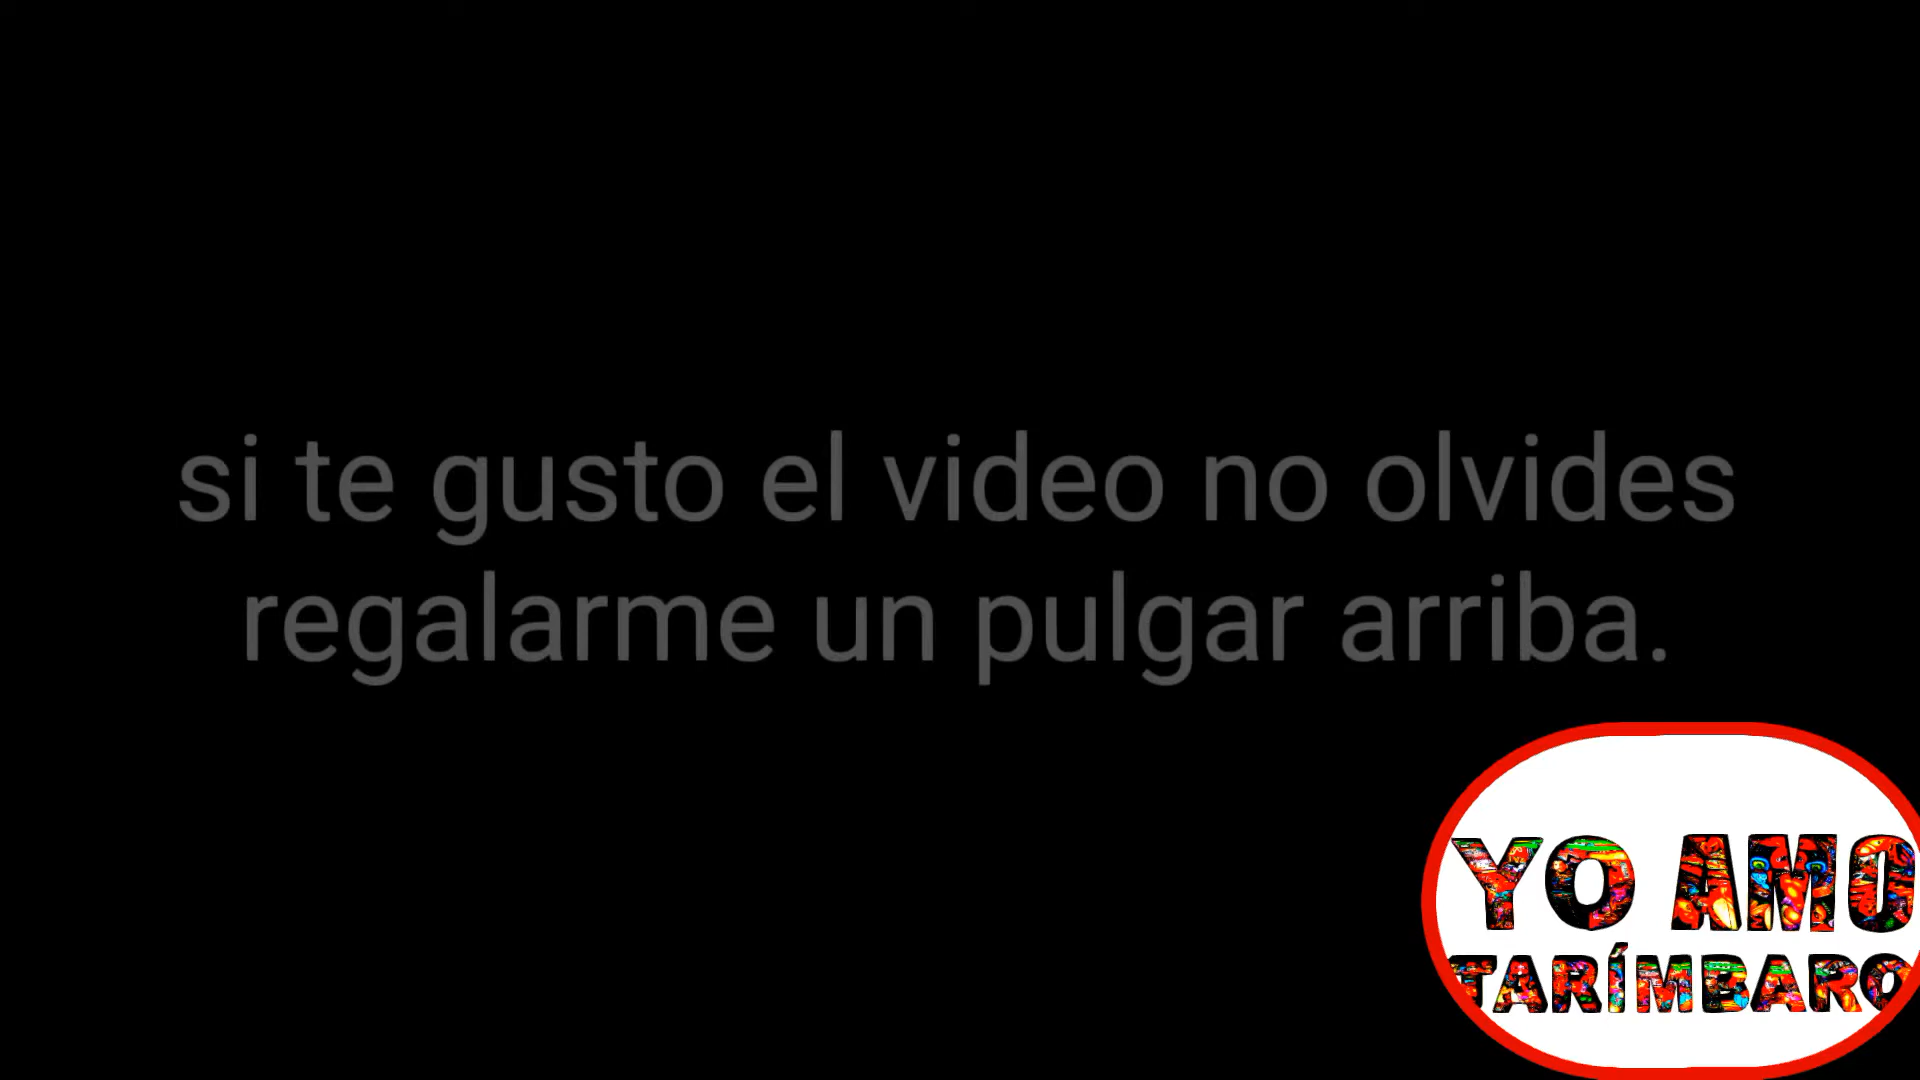 si te gusto el video no olvides
regalarme un pulgar arriba.
YO AMO
TARÍMBARO